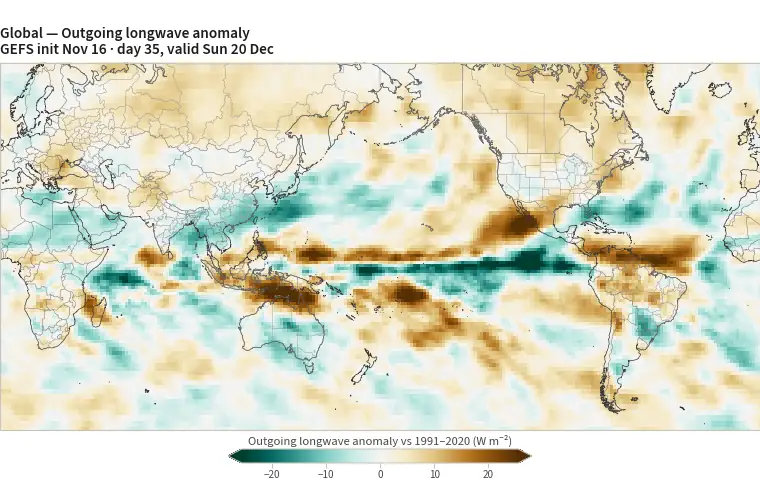 Global — Outgoing longwave anomaly
GEFS init Nov 16 · day 35, valid Sun 20 Dec
Outgoing longwave anomaly vs 1991–2020 (W m⁻²)
−20 −10 0 10 20